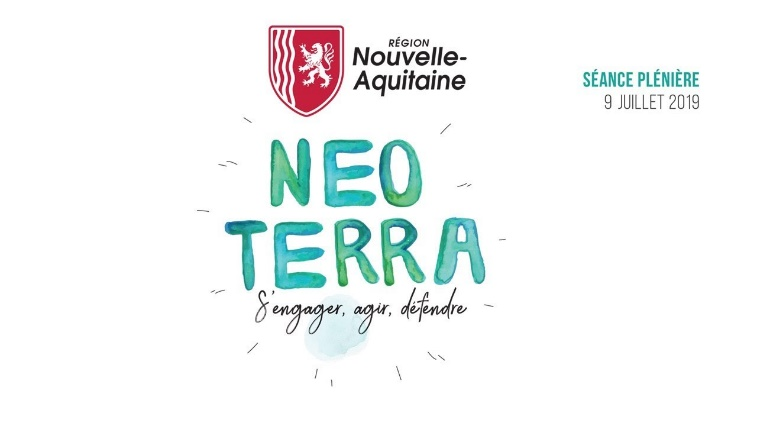 RÉGION
Nouvelle-
Aquitaine
SÉANCE PLÉNIÈRE
9 JUILLET 2019
NEO
TERRA
S'engager, agir, défendre